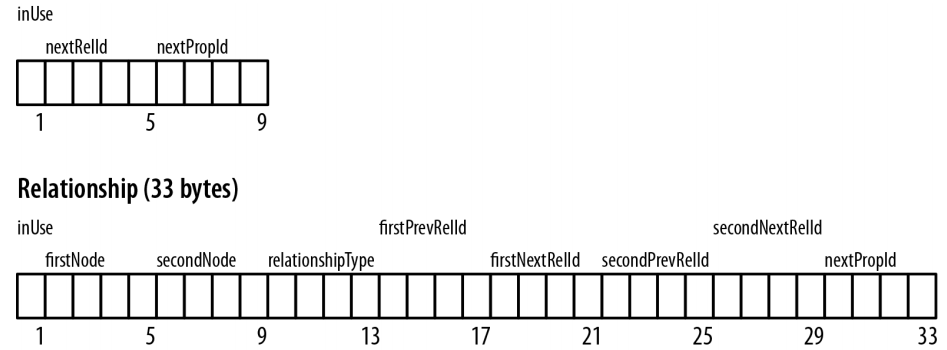 inUse
nextRelId nextPropId
1 5 9
Relationship (33 bytes)
inUse firstPrevRelId secondNextRelId
firstNode secondNode relationshipType firstNextRelId secondPrevRelId nextPropId
1 5 9 13 17 21 25 29 33